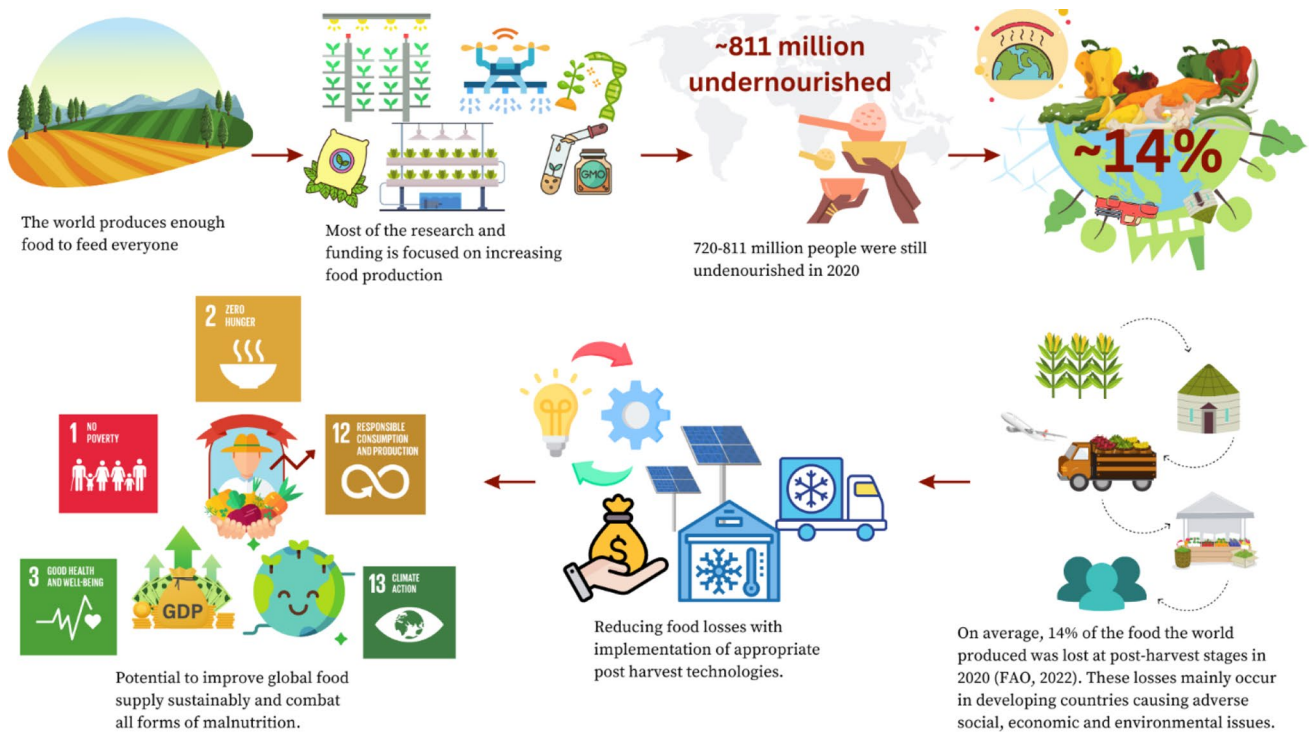 The world produces enough
food to feed everyone
GMO
Most of the research and
funding is focused on increasing
food production
~811 million
undernourished
720-811 million people were still
undenourished in 2020
~14%
On average, 14% of the food the world
produced was lost at post-harvest stages in
2020 (FAO, 2022). These losses mainly occur
in developing countries causing adverse
social, economic and environmental issues.
$
Reducing food losses with
implementation of appropriate
post harvest technologies.
2 ZERO
HUNGER
1 NO
POVERTY
12 RESPONSIBLE
CONSUMPTION
AND PRODUCTION
3 GOOD HEALTH
AND WELL-BEING
GDP
13 CLIMATE
ACTION
Potential to improve global food
supply sustainably and combat
all forms of malnutrition.